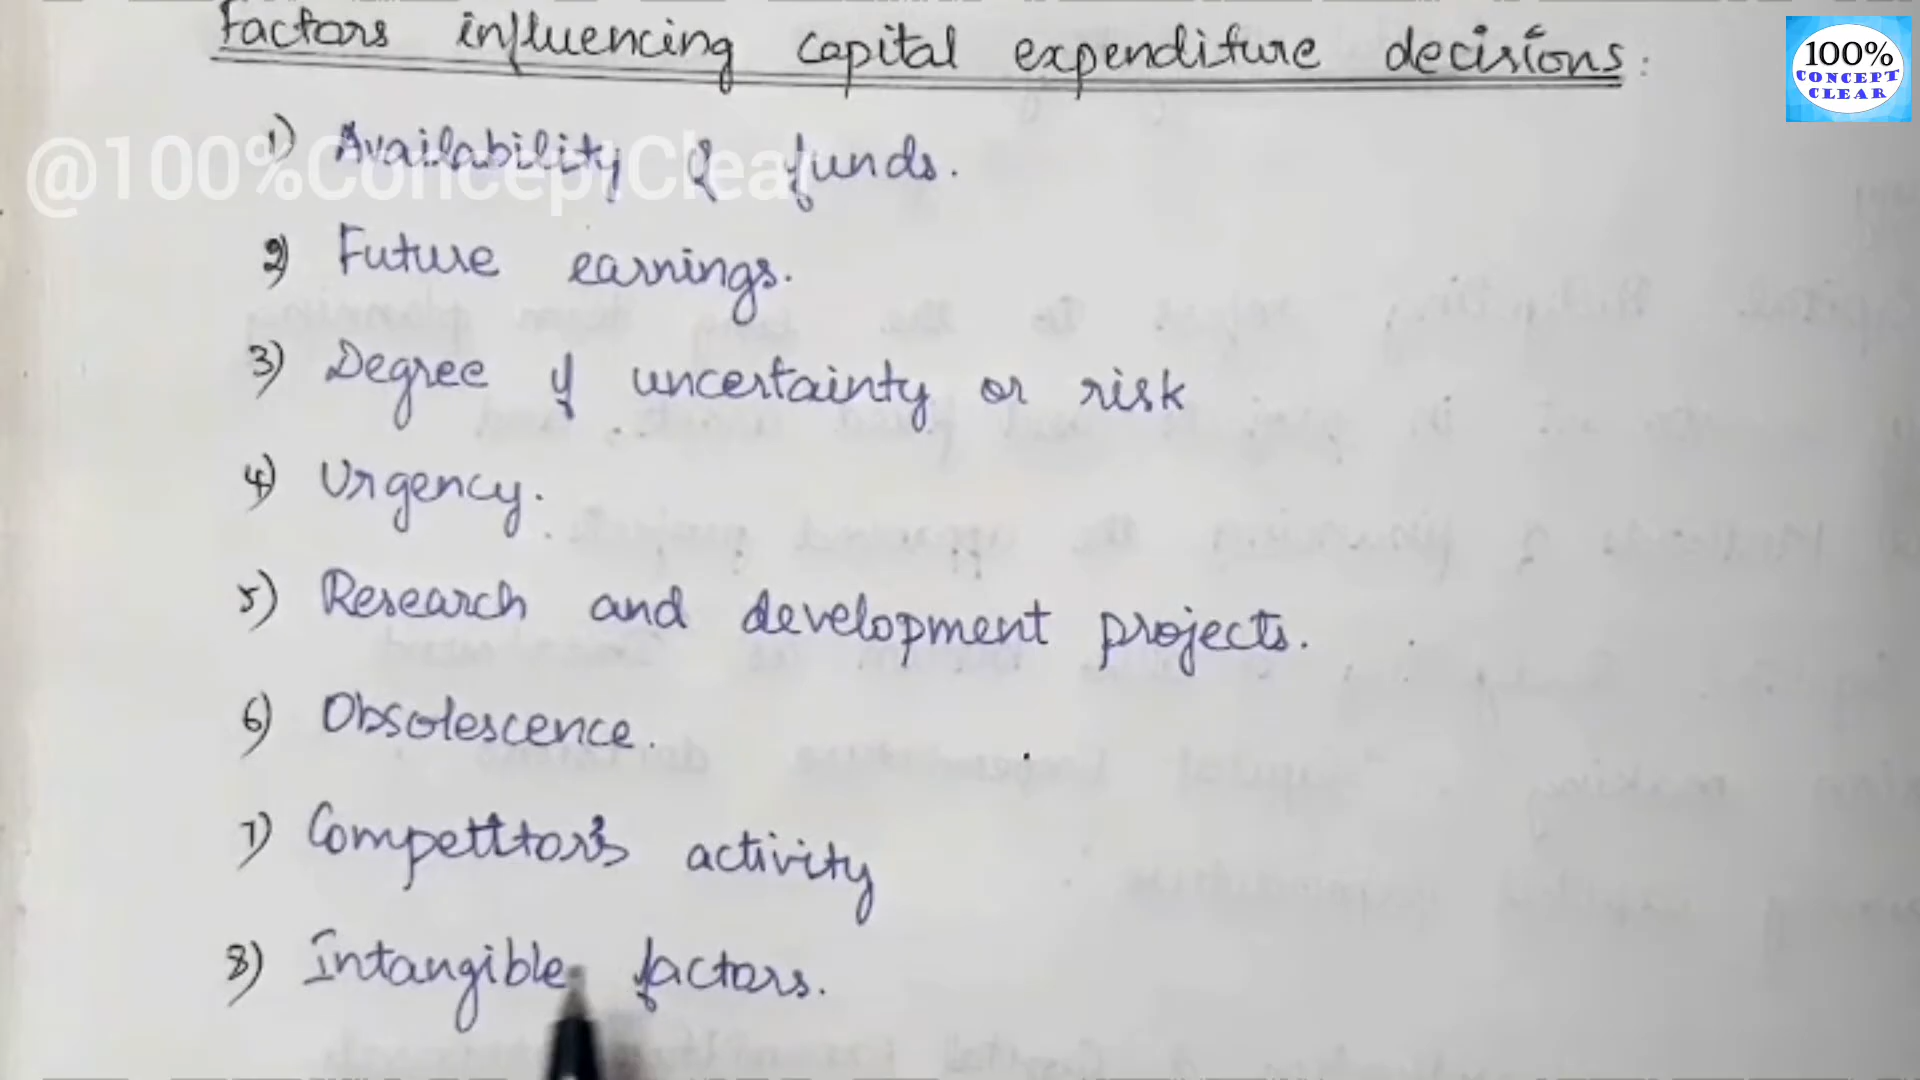 Factors influencing capital expenditure decisions:
1) Availability of funds.
@100%ConceptClear
2) Future earnings.
3) Degree of uncertainty or risk
4) Urgency.
5) Research and development projects.
6) Obsolescence.
7) Competitor's activity
8) Intangible factors.
100%
CONCEPT
CLEAR